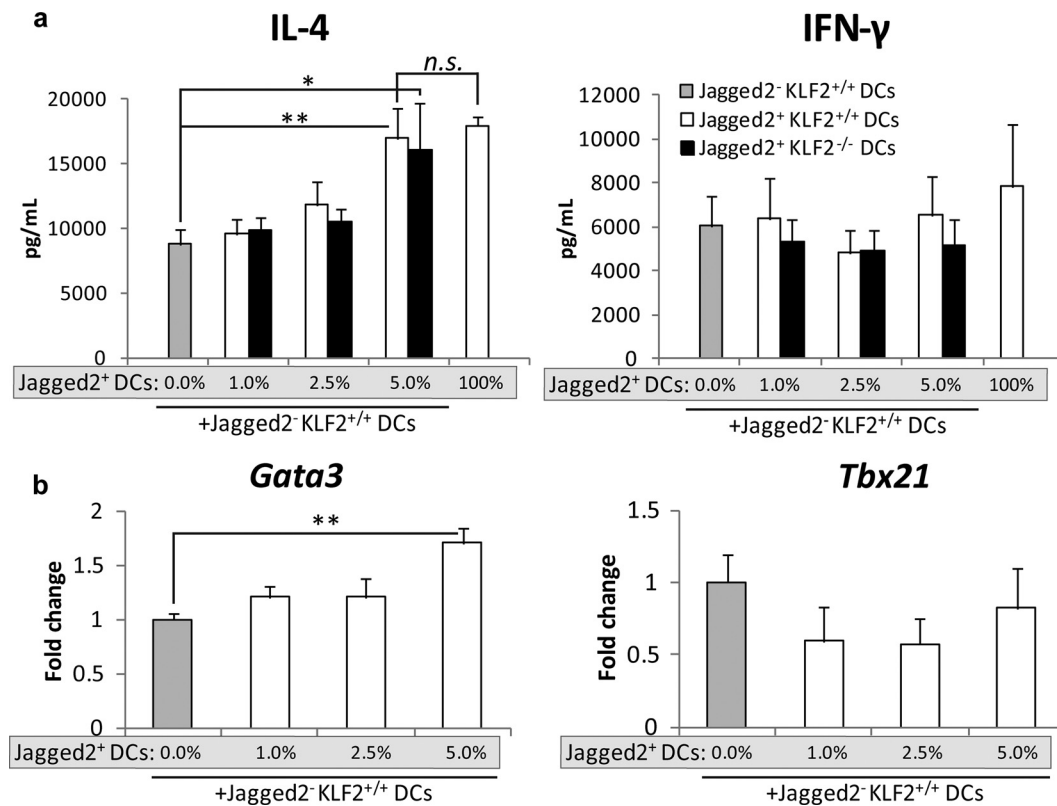 a
IL-4
IFN-γ
n.s.
*
**
20000
15000
10000
5000
0
pg/mL
Jagged2⁺ DCs: 0.0% 1.0% 2.5% 5.0% 100%
+Jagged2⁻ KLF2⁺/⁺ DCs
12000
10000
8000
6000
4000
2000
0
pg/mL
Jagged2⁻ KLF2⁺/⁺ DCs
Jagged2⁺ KLF2⁺/⁺ DCs
Jagged2⁺ KLF2⁻/⁻ DCs
Jagged2⁺ DCs: 0.0% 1.0% 2.5% 5.0% 100%
+Jagged2⁻ KLF2⁺/⁺ DCs
b
Gata3
Tbx21
**
2
1.5
1
0.5
0
Fold change
Jagged2⁺ DCs: 0.0% 1.0% 2.5% 5.0%
+Jagged2⁻ KLF2⁺/⁺ DCs
1.5
1
0.5
0
Fold change
Jagged2⁺ DCs: 0.0% 1.0% 2.5% 5.0%
+Jagged2⁻ KLF2⁺/⁺ DCs